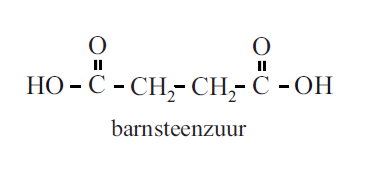 O O
HO - C - CH₂- CH₂- C - OH
barnsteenzuur